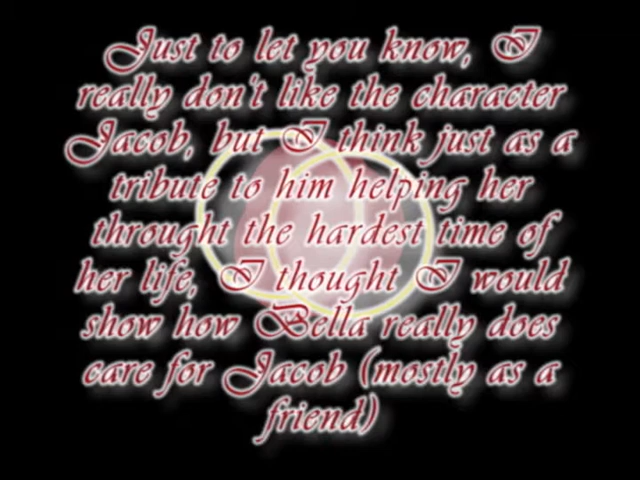 Just to let you know, I
really don't like the character
Jacob, but I think just as a
tribute to him helping her
throught the hardest time of
her life, I thought I would
show how Bella really does
care for Jacob (mostly as a
friend)